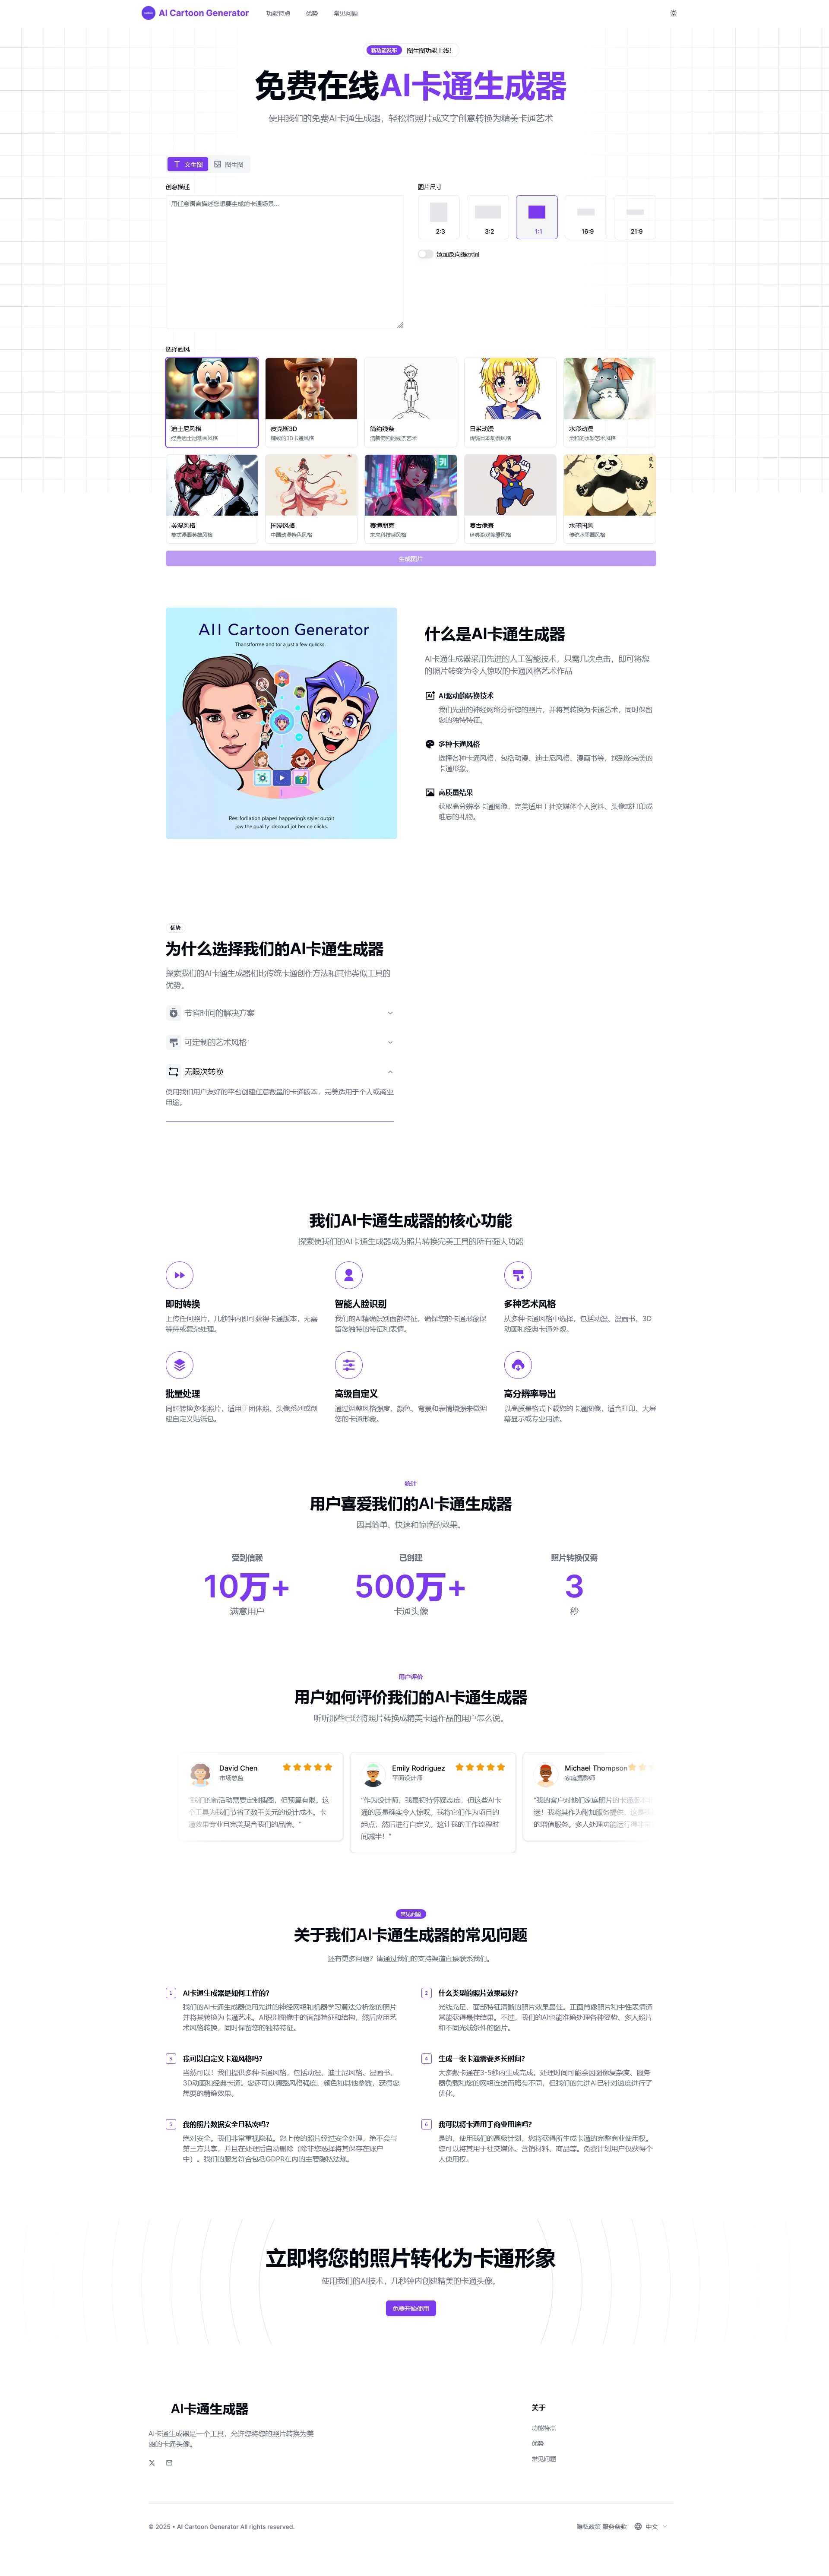 AI Cartoon Generator
功能特点
优势
常见问题
新功能发布 图生图功能上线！
免费在线AI卡通生成器
使用我们的免费AI卡通生成器，轻松将照片或文字创意转换为精美卡通艺术
文生图
图生图
创意描述
用任意语言描述您想要生成的卡通场景...
图片尺寸
2:3
3:2
1:1
16:9
21:9
添加反向提示词
选择画风
迪士尼风格
经典迪士尼动画风格
皮克斯3D
精致的3D卡通风格
简约线条
清新简约的线条艺术
日系动漫
传统日本动漫风格
水彩动漫
柔和的水彩艺术风格
美漫风格
美式漫画英雄风格
国漫风格
中国动漫特色风格
赛博朋克
未来科技感风格
复古像素
经典游戏像素风格
水墨国风
传统水墨画风格
生成图片
AII Cartoon Generator
Thansformme and tor ajust a few quilcks.
Res: forllation plapes happening's styler outpit
jow the quality· decoud jot her ce clicks.
什么是AI卡通生成器
AI卡通生成器采用先进的人工智能技术，只需几次点击，即可将您
的照片转变为令人惊叹的卡通风格艺术作品
AI驱动的转换技术
我们先进的神经网络分析您的照片，并将其转换为卡通艺术，同时保留
您的独特特征。
多种卡通风格
选择各种卡通风格，包括动漫、迪士尼风格、漫画书等，找到您完美的
卡通形象。
高质量结果
获取高分辨率卡通图像，完美适用于社交媒体个人资料、头像或打印成
难忘的礼物。
优势
为什么选择我们的AI卡通生成器
探索我们的AI卡通生成器相比传统卡通创作方法和其他类似工具的
优势。
节省时间的解决方案
可定制的艺术风格
无限次转换
使用我们用户友好的平台创建任意数量的卡通版本，完美适用于个人或商业
用途。
我们AI卡通生成器的核心功能
探索使我们的AI卡通生成器成为照片转换完美工具的所有强大功能
即时转换
上传任何照片，几秒钟内即可获得卡通版本，无需
等待或复杂处理。
智能人脸识别
我们的AI精确识别面部特征，确保您的卡通形象保
留您独特的特征和表情。
多种艺术风格
从多种卡通风格中选择，包括动漫、漫画书、3D
动画和经典卡通外观。
批量处理
同时转换多张照片，适用于团体照、头像系列或创
建自定义贴纸包。
高级自定义
通过调整风格强度、颜色、背景和表情增强来微调
您的卡通形象。
高分辨率导出
以高质量格式下载您的卡通图像，适合打印、大屏
幕显示或专业用途。
统计
用户喜爱我们的AI卡通生成器
因其简单、快速和惊艳的效果。
受到信赖
10万+
满意用户
已创建
500万+
卡通头像
照片转换仅需
3
秒
用户评价
用户如何评价我们的AI卡通生成器
听听那些已经将照片转换成精美卡通作品的用户怎么说。
David Chen
市场总监
"我们的新活动需要定制插图，但预算有限。这
个工具为我们节省了数千美元的设计成本。卡
通效果专业且完美契合我们的品牌。"
Emily Rodriguez
平面设计师
"作为设计师，我最初持怀疑态度，但这些AI卡
通的质量确实令人惊叹。我将它们作为项目的
起点，然后进行自定义。这让我的工作流程时
间减半！"
Michael Thompson
家庭摄影师
"我的客户对他们家庭照片的卡通版本
迷！我将其作为附加服务提供，这是
的增值服务。多人处理功能运行得非
常见问题
关于我们AI卡通生成器的常见问题
还有更多问题？请通过我们的支持渠道直接联系我们。
1
AI卡通生成器是如何工作的？
我们的AI卡通生成器使用先进的神经网络和机器学习算法分析您的照片
并将其转换为卡通艺术。AI识别图像中的面部特征和结构，然后应用艺
术风格转换，同时保留您的独特特征。
2
什么类型的照片效果最好？
光线充足、面部特征清晰的照片效果最佳。正面肖像照片和中性表情通
常能获得最佳结果。不过，我们的AI也能准确处理各种姿势、多人照片
和不同光线条件的图片。
3
我可以自定义卡通风格吗？
当然可以！我们提供多种卡通风格，包括动漫、迪士尼风格、漫画书、
3D动画和经典卡通。您还可以调整风格强度、颜色和其他参数，获得您
想要的精确效果。
4
生成一张卡通需要多长时间？
大多数卡通在3-5秒内生成完成。处理时间可能会因图像复杂度、服务
器负载和您的网络连接而略有不同，但我们的先进AI已针对速度进行了
优化。
5
我的照片数据安全且私密吗？
绝对安全。我们非常重视隐私。您上传的照片经过安全处理，绝不会与
第三方共享，并且在处理后自动删除（除非您选择将其保存在账户
中）。我们的服务符合包括GDPR在内的主要隐私法规。
6
我可以将卡通用于商业用途吗？
是的，使用我们的高级计划，您将获得所生成卡通的完整商业使用权。
您可以将其用于社交媒体、营销材料、商品等。免费计划用户仅获得个
人使用权。
立即将您的照片转化为卡通形象
使用我们的AI技术，几秒钟内创建精美的卡通头像。
免费开始使用
AI卡通生成器
AI卡通生成器是一个工具，允许您将您的照片转换为美
丽的卡通头像。
关于
功能特点
优势
常见问题
© 2025 • AI Cartoon Generator All rights reserved.
隐私政策 服务条款
中文